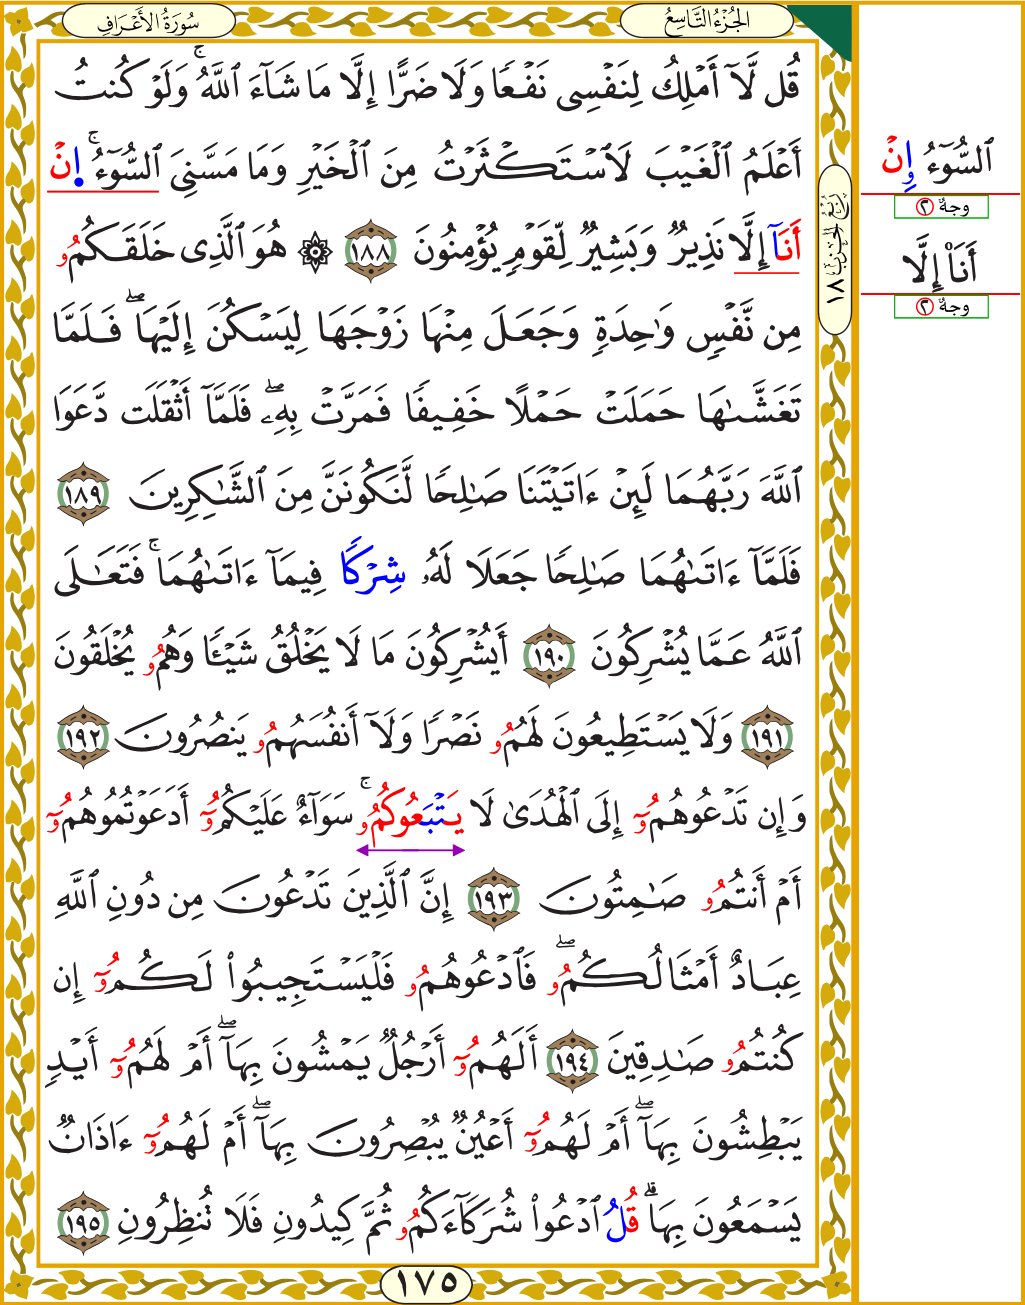 الجُزْءُ التَّاسِعُ
سُورَةُ الأَعْرَافِ
قُل لَّآ أَمْلِكُ لِنَفْسِى نَفْعًا وَلَا ضَرًّا إِلَّا مَا شَآءَ ٱللَّهُ ۚ وَلَوْ كُنتُ
أَعْلَمُ ٱلْغَيْبَ لَٱسْتَكْثَرْتُ مِنَ ٱلْخَيْرِ وَمَا مَسَّنِىَ ٱلسُّوٓءُ ۚ إِنْ
أَنَآ إِلَّا نَذِيرٌ وَبَشِيرٌ لِّقَوْمٍ يُؤْمِنُونَ ١٨٨ ۞ هُوَ ٱلَّذِى خَلَقَكُمُو
مِن نَّفْسٍ وَٰحِدَةٍ وَجَعَلَ مِنْهَا زَوْجَهَا لِيَسْكُنَ إِلَيْهَا ۖ فَلَمَّا
تَغَشَّىٰهَا حَمَلَتْ حَمْلًا خَفِيفًا فَمَرَّتْ بِهِۦ ۖ فَلَمَّآ أَثْقَلَت دَّعَوَا
ٱللَّهَ رَبَّهُمَا لَئِنْ ءَاتَيْتَنَا صَٰلِحًا لَّنَكُونَنَّ مِنَ ٱلشَّٰكِرِينَ ١٨٩
فَلَمَّآ ءَاتَىٰهُمَا صَٰلِحًا جَعَلَا لَهُۥ شِرْكًا فِيمَآ ءَاتَىٰهُمَا ۚ فَتَعَٰلَى
ٱللَّهُ عَمَّا يُشْرِكُونَ ١٩٠ أَيُشْرِكُونَ مَا لَا يَخْلُقُ شَيْـًٔا وَهُمُو يُخْلَقُونَ
١٩١ وَلَا يَسْتَطِيعُونَ لَهُمُو نَصْرًا وَلَآ أَنفُسَهُمُو يَنصُرُونَ ١٩٢
وَإِن تَدْعُوهُمُوٓ إِلَى ٱلْهُدَىٰ لَا يَتْبَعُوكُمُو ۚ سَوَآءٌ عَلَيْكُمُوٓ أَدَعَوْتُمُوهُمُوٓ
أَمْ أَنتُمُو صَٰمِتُونَ ١٩٣ إِنَّ ٱلَّذِينَ تَدْعُونَ مِن دُونِ ٱللَّهِ
عِبَادٌ أَمْثَالُكُمُو ۖ فَٱدْعُوهُمُو فَلْيَسْتَجِيبُوا۟ لَكُمُوٓ إِن
كُنتُمُو صَٰدِقِينَ ١٩٤ أَلَهُمُوٓ أَرْجُلٌ يَمْشُونَ بِهَآ ۖ أَمْ لَهُمُوٓ أَيْدٍ
يَبْطِشُونَ بِهَآ ۖ أَمْ لَهُمُوٓ أَعْيُنٌ يُبْصِرُونَ بِهَآ ۖ أَمْ لَهُمُوٓ ءَاذَانٌ
يَسْمَعُونَ بِهَا ۗ قُلُ ٱدْعُوا۟ شُرَكَآءَكُمُو ثُمَّ كِيدُونِ فَلَا تُنظِرُونِ ١٩٥
١٧٥
رُبْعُ الحِزْبِ ١٨
ٱلسُّوٓءُ وِنْ
وجهٌ ٢
أَنَا۠ إِلَّا
وجهٌ ٢